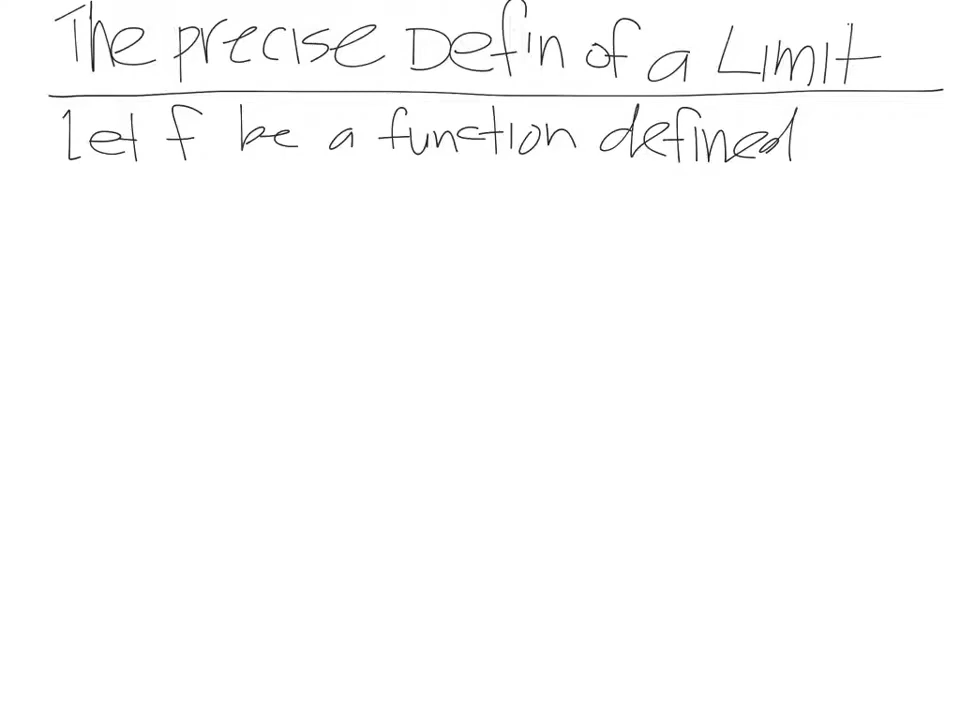 The precise Defin of a Limit
Let f be a function defined